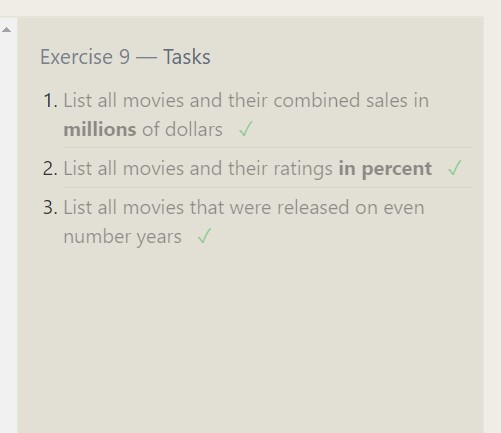 Exercise 9 — Tasks
1. List all movies and their combined sales in
millions of dollars ✓
2. List all movies and their ratings in percent ✓
3. List all movies that were released on even
number years ✓